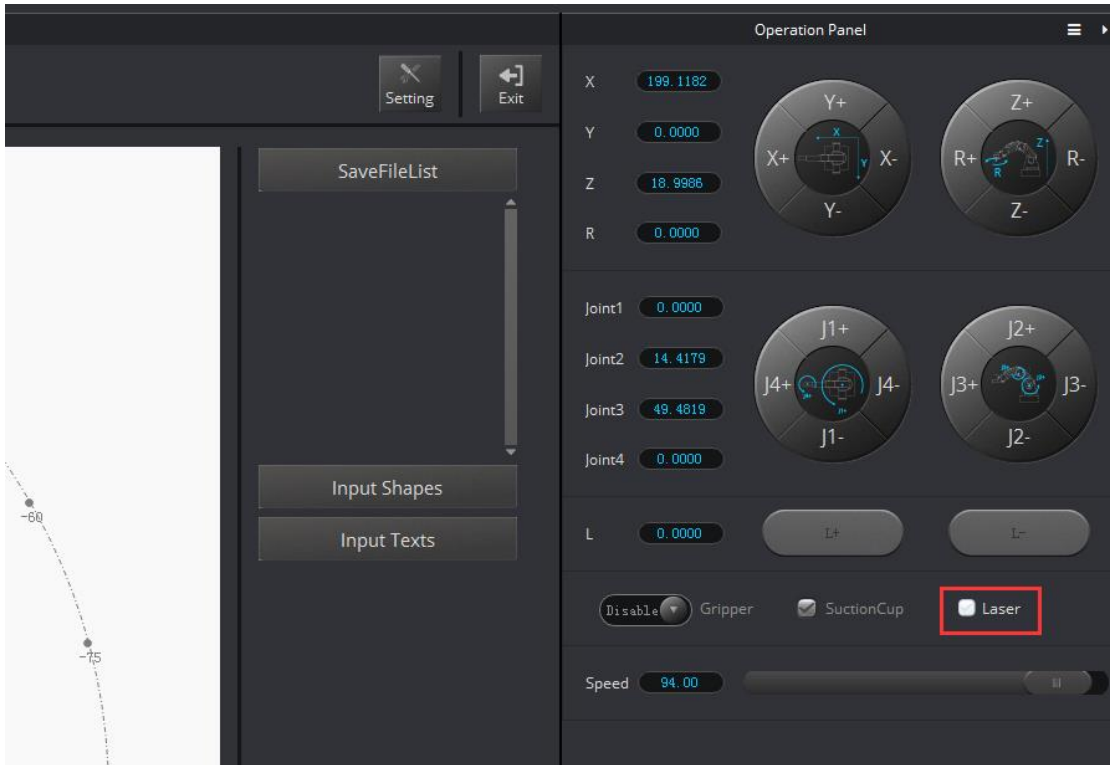 Operation Panel
Setting
Exit
SaveFileList
Input Shapes
Input Texts
-60
-75
X 199.1182
Y 0.0000
Z 18.9986
R 0.0000
Y+
X+ X-
Y-
X
Y
Z+
R+ R-
Z-
Z
R
Joint1 0.0000
Joint2 14.4179
Joint3 49.4819
Joint4 0.0000
J1+
J4+ J4-
J1-
J2+
J3+ J3-
J2-
L 0.0000 L+ L-
Disable Gripper SuctionCup Laser
Speed 94.00